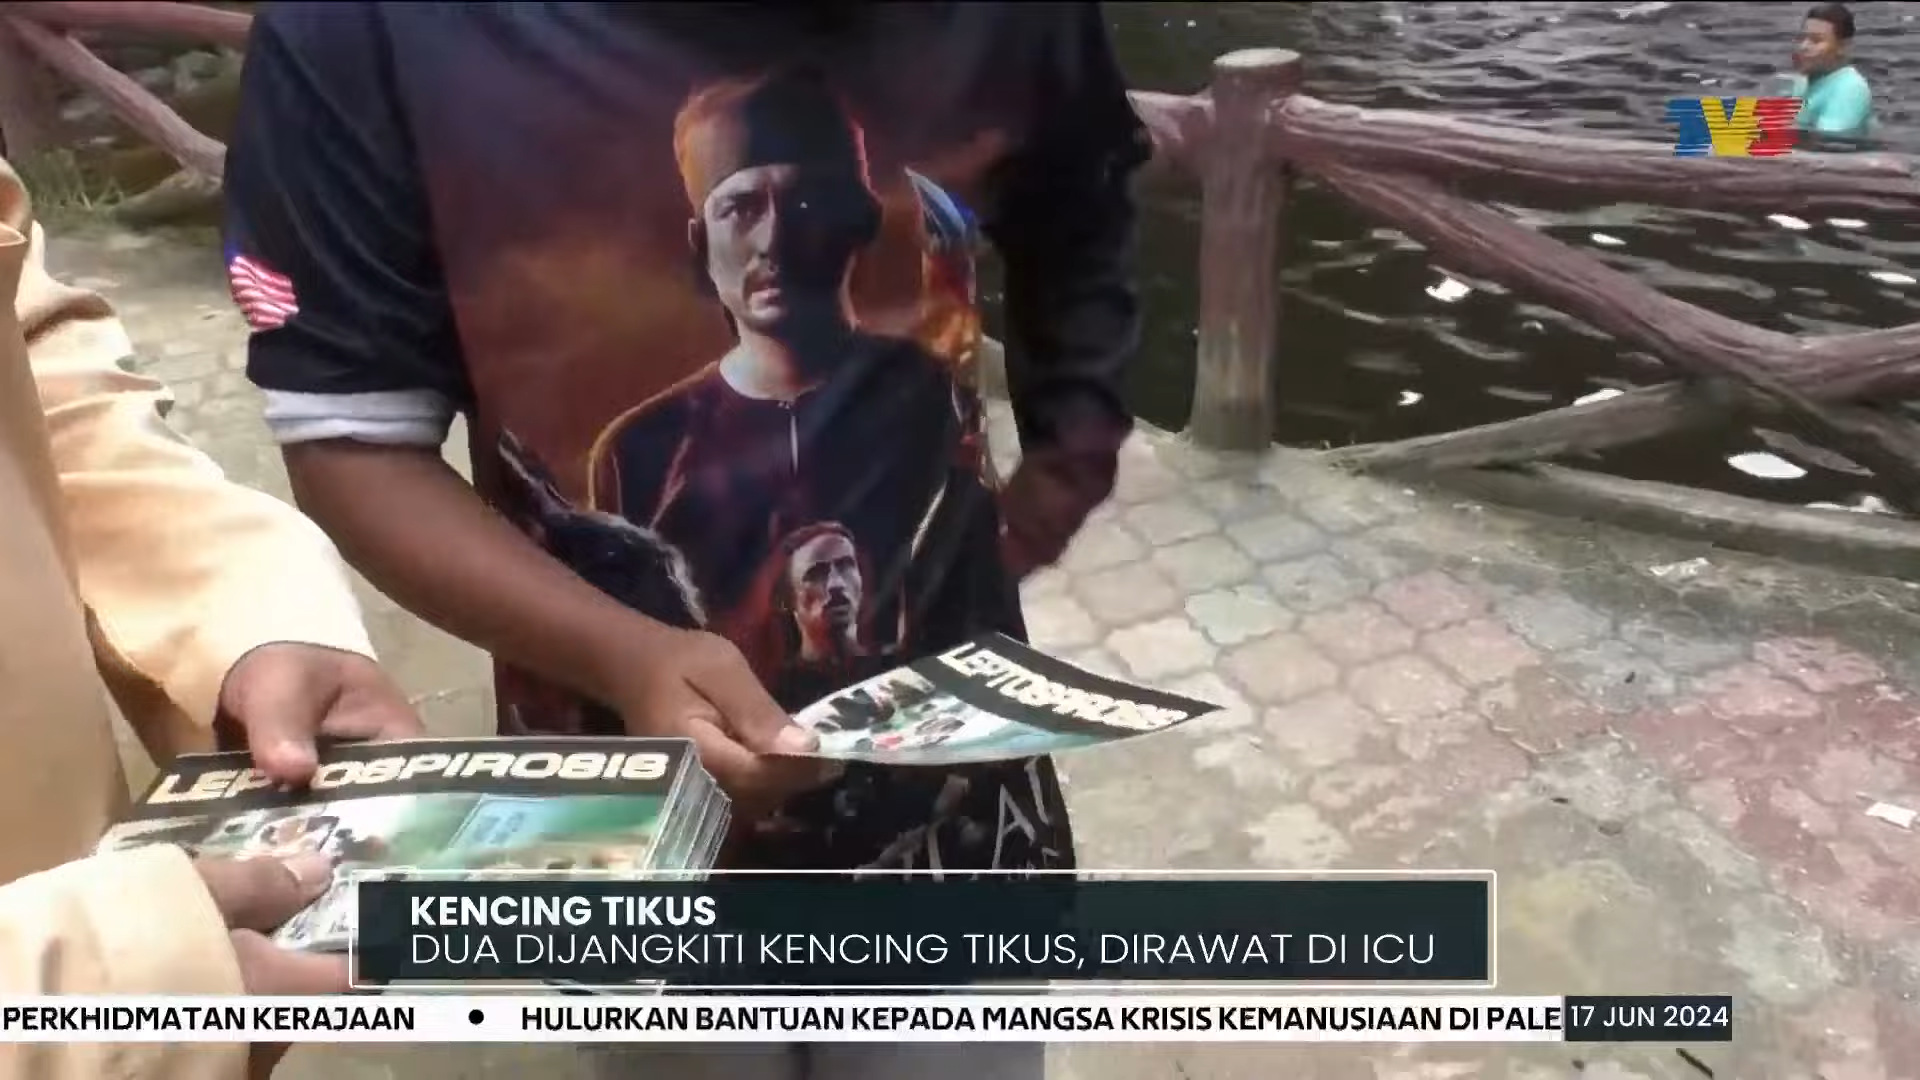 TV3
LEPTOSPIROSIS
LEPTOSPIROSIS
KENCING TIKUS
DUA DIJANGKITI KENCING TIKUS, DIRAWAT DI ICU
PERKHIDMATAN KERAJAAN • HULURKAN BANTUAN KEPADA MANGSA KRISIS KEMANUSIAAN DI PALE
17 JUN 2024